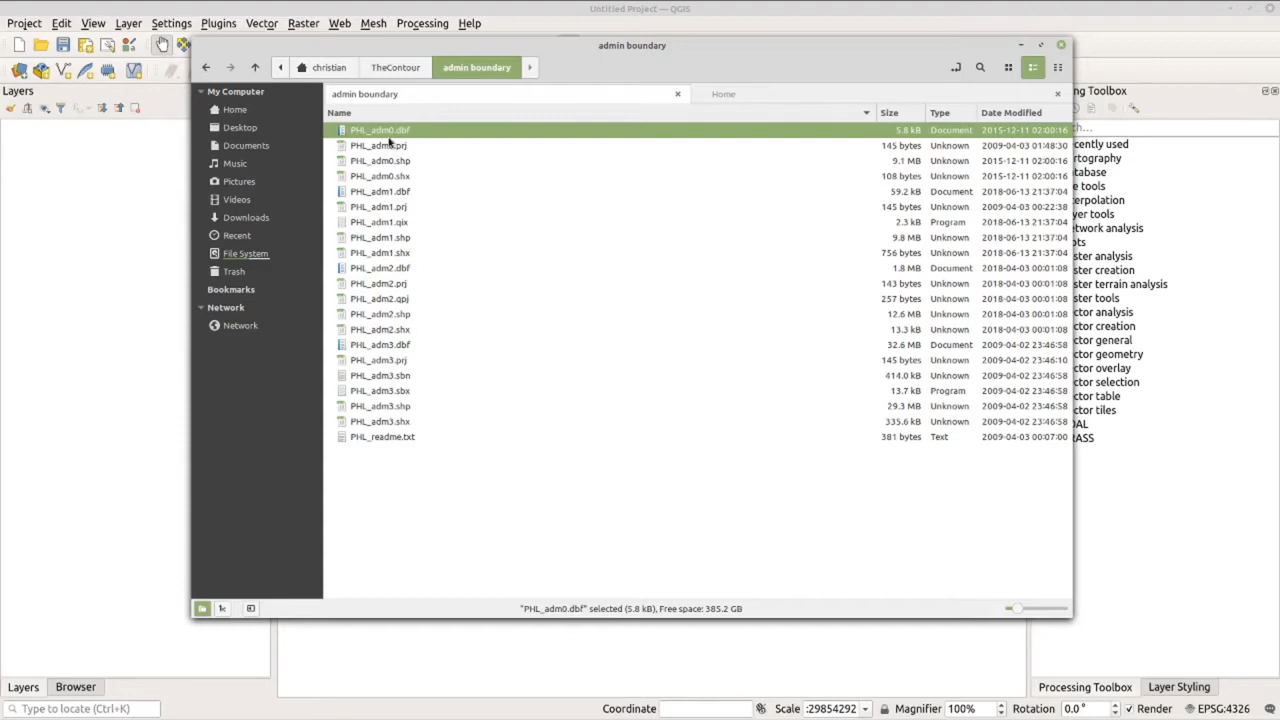 Untitled Project — QGIS
Project Edit View Layer Settings Plugins Vector Raster Web Mesh Processing Help
admin boundary
christian TheContour admin boundary
Layers
My Computer
Home
Desktop
Documents
Music
Pictures
Videos
Downloads
Recent
File System
Trash
Bookmarks
Network
Network
admin boundary Home
Name Size Type Date Modified
PHL_adm0.dbf 5.8 kB Document 2015-12-11 02:00:16
PHL_adm0.prj 145 bytes Unknown 2009-04-03 01:48:30
PHL_adm0.shp 9.1 MB Unknown 2015-12-11 02:00:16
PHL_adm0.shx 108 bytes Unknown 2015-12-11 02:00:16
PHL_adm1.dbf 59.2 kB Document 2018-06-13 21:37:04
PHL_adm1.prj 145 bytes Unknown 2009-04-03 00:22:38
PHL_adm1.qix 2.3 kB Program 2018-06-13 21:37:04
PHL_adm1.shp 9.8 MB Unknown 2018-06-13 21:37:04
PHL_adm1.shx 756 bytes Unknown 2018-06-13 21:37:04
PHL_adm2.dbf 1.8 MB Document 2018-04-03 00:01:08
PHL_adm2.prj 143 bytes Unknown 2018-04-03 00:01:08
PHL_adm2.qpj 257 bytes Unknown 2018-04-03 00:01:08
PHL_adm2.shp 12.6 MB Unknown 2018-04-03 00:01:08
PHL_adm2.shx 13.3 kB Unknown 2018-04-03 00:01:08
PHL_adm3.dbf 32.6 MB Document 2009-04-02 23:46:58
PHL_adm3.prj 145 bytes Unknown 2009-04-02 23:46:10
PHL_adm3.sbn 414.0 kB Unknown 2009-04-02 23:46:58
PHL_adm3.sbx 13.7 kB Program 2009-04-02 23:46:58
PHL_adm3.shp 29.3 MB Unknown 2009-04-02 23:46:58
PHL_adm3.shx 335.6 kB Unknown 2009-04-02 23:46:58
PHL_readme.txt 381 bytes Text 2009-04-03 00:07:00
"PHL_adm0.dbf" selected (5.8 kB), Free space: 385.2 GB
ng Toolbox
ch...
cently used
rtography
tabase
e tools
erpolation
yer tools
twork analysis
ots
ster analysis
ster creation
ster terrain analysis
ster tools
ctor analysis
ctor creation
ctor general
ctor geometry
ctor overlay
ctor selection
ctor table
ctor tiles
DAL
RASS
Layers Browser
Processing Toolbox Layer Styling
Type to locate (Ctrl+K) Coordinate Scale :29854292 Magnifier 100% Rotation 0.0 ° Render EPSG:4326